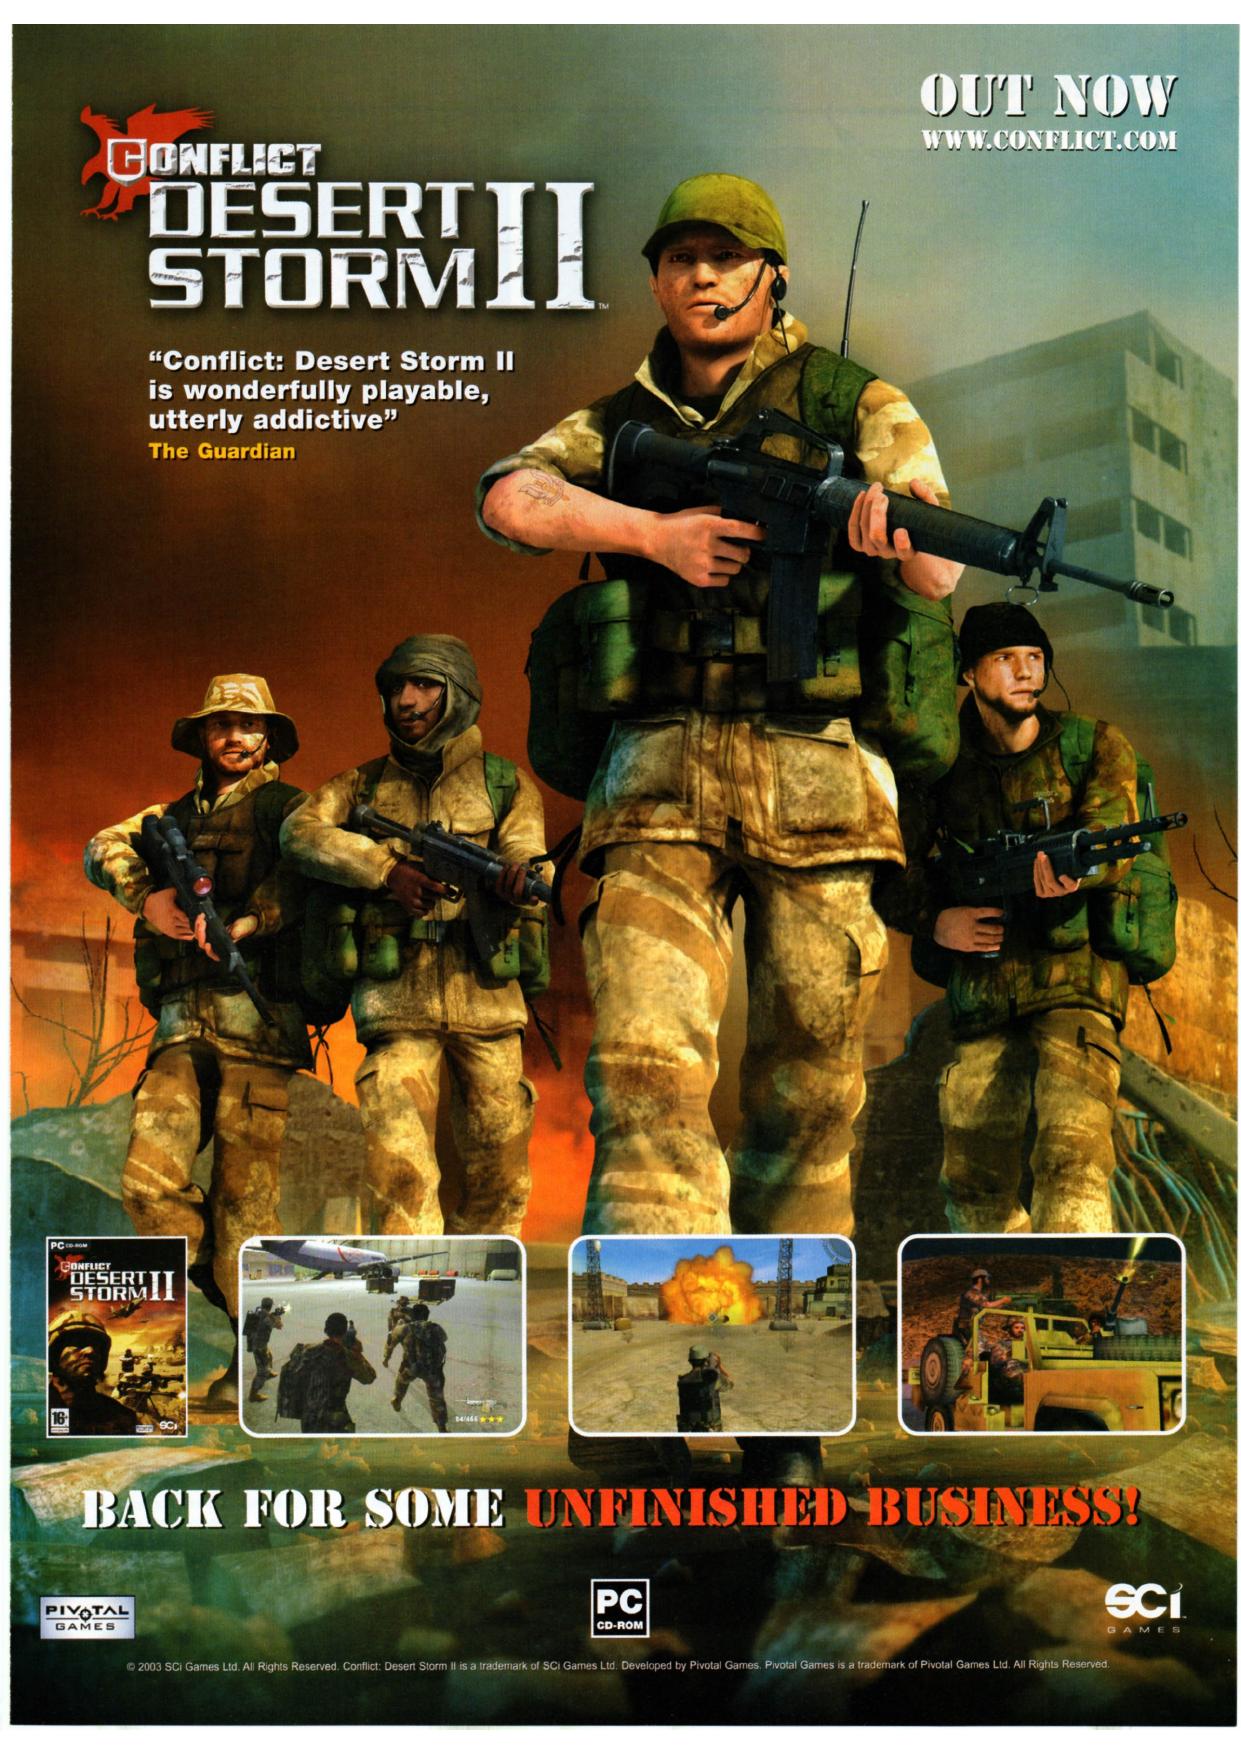 OUT NOW
WWW.CONFLICT.COM
CONFLICT
DESERT
STORM II
TM
“Conflict: Desert Storm II
is wonderfully playable,
utterly addictive”
The Guardian
PC CD-ROM
CONFLICT
DESERT
STORM II
16+
SCi
84/466
BACK FOR SOME UNFINISHED BUSINESS!
PIVOTAL
GAMES
PC
CD-ROM
SCi
GAMES
© 2003 SCi Games Ltd. All Rights Reserved. Conflict: Desert Storm II is a trademark of SCi Games Ltd. Developed by Pivotal Games. Pivotal Games is a trademark of Pivotal Games Ltd. All Rights Reserved.